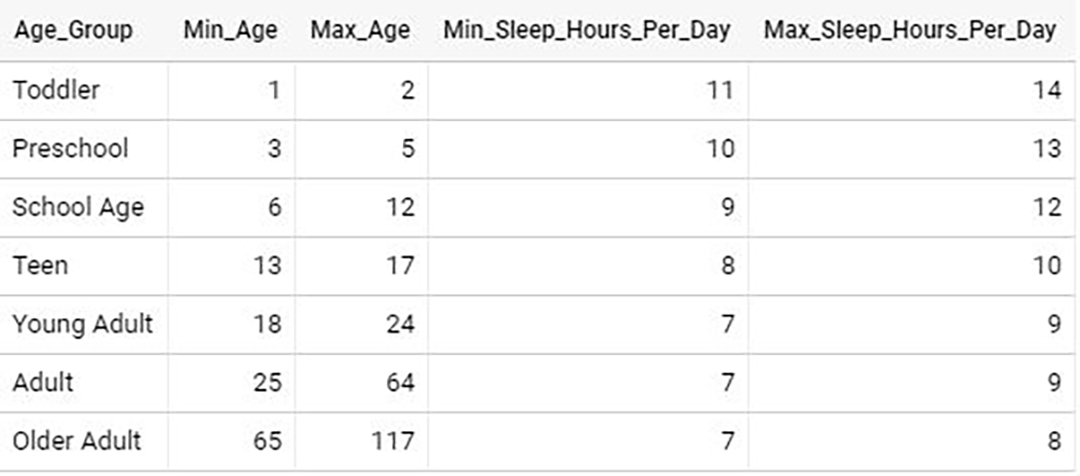 Age_Group Min_Age Max_Age Min_Sleep_Hours_Per_Day Max_Sleep_Hours_Per_Day
Toddler 1 2 11 14
Preschool 3 5 10 13
School Age 6 12 9 12
Teen 13 17 8 10
Young Adult 18 24 7 9
Adult 25 64 7 9
Older Adult 65 117 7 8